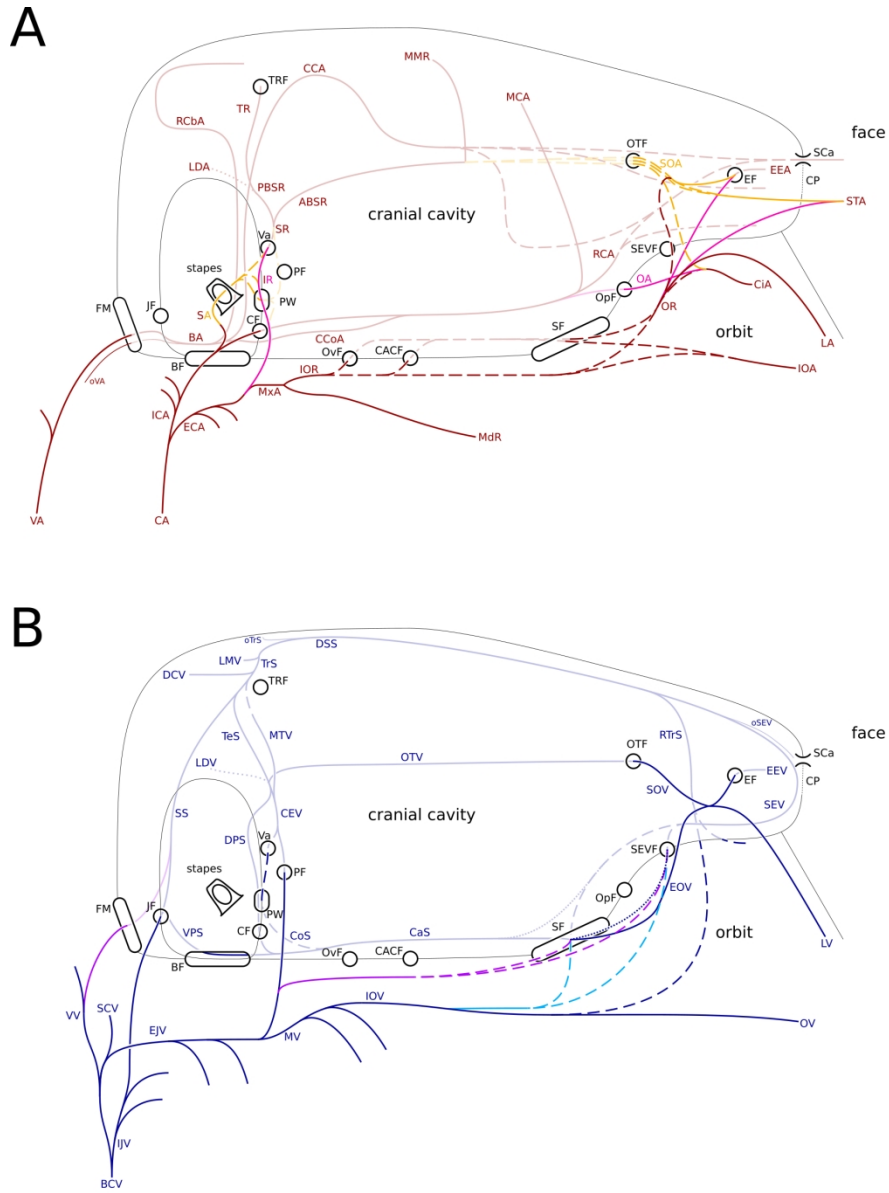 A
MMR
CCA
TRF
TR
MCA
RCbA
OTF
SCa
face
SOA
LDA
EF
EEA
CP
PBSR
ABSR
STA
cranial cavity
SR
Va
SEVF
RCA
stapes
IR
PF
OA
CiA
OpF
PW
OR
FM
JF
SA
CF
SF
orbit
BA
CCoA
LA
BF
OvF
CACF
oVA
IOR
IOA
MxA
ICA
ECA
MdR
VA
CA
B
oTrS
DSS
LMV
TrS
DCV
TRF
oSEV
TeS
MTV
RTrS
face
OTF
SCa
OTV
LDV
EF
EEV
CP
SOV
SS
CEV
SEV
cranial cavity
DPS
Va
SEVF
stapes
PF
EOV
OpF
FM
JF
PW
CF
SF
orbit
VPS
CoS
CaS
LV
BF
OvF
CACF
IOV
SCV
VV
EJV
MV
OV
IJV
BCV